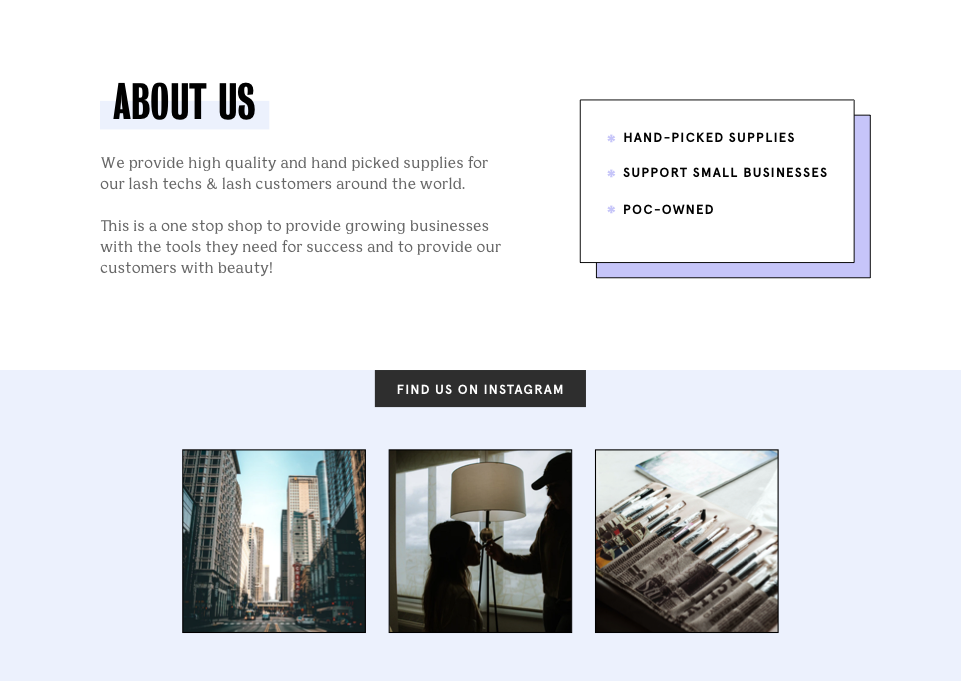 ABOUT US
We provide high quality and hand picked supplies for
our lash techs & lash customers around the world.
This is a one stop shop to provide growing businesses
with the tools they need for success and to provide our
customers with beauty!
* HAND-PICKED SUPPLIES
* SUPPORT SMALL BUSINESSES
* POC-OWNED
FIND US ON INSTAGRAM